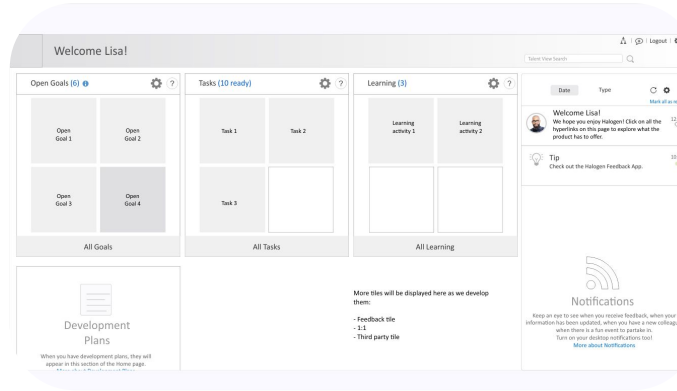 Welcome Lisa!
Logout
Talent View Search
Open Goals (6)
?
Tasks (10 ready)
?
Learning (3)
?
Date
Type
Mark all as
Open
Goal 1
Open
Goal 2
Open
Goal 3
Open
Goal 4
All Goals
Task 1
Task 2
Task 3
All Tasks
Learning
activity 1
Learning
activity 2
All Learning
Welcome Lisa!
We hope you enjoy Halogen! Click on all the
hyperlinks on this page to explore what the
product has to offer.
Tip
Check out the Halogen Feedback App.
Development
Plans
When you have development plans, they will
appear in this section of the Home page.
More about Development Plans
More tiles will be displayed here as we develop
them:
- Feedback tile
- 1:1
- Third party tile
Notifications
Keep an eye to see when you receive feedback, when your
information has been updated, when you have a new
when there is a fun event to partake in.
Turn on your desktop notifications too!
More about Notifications